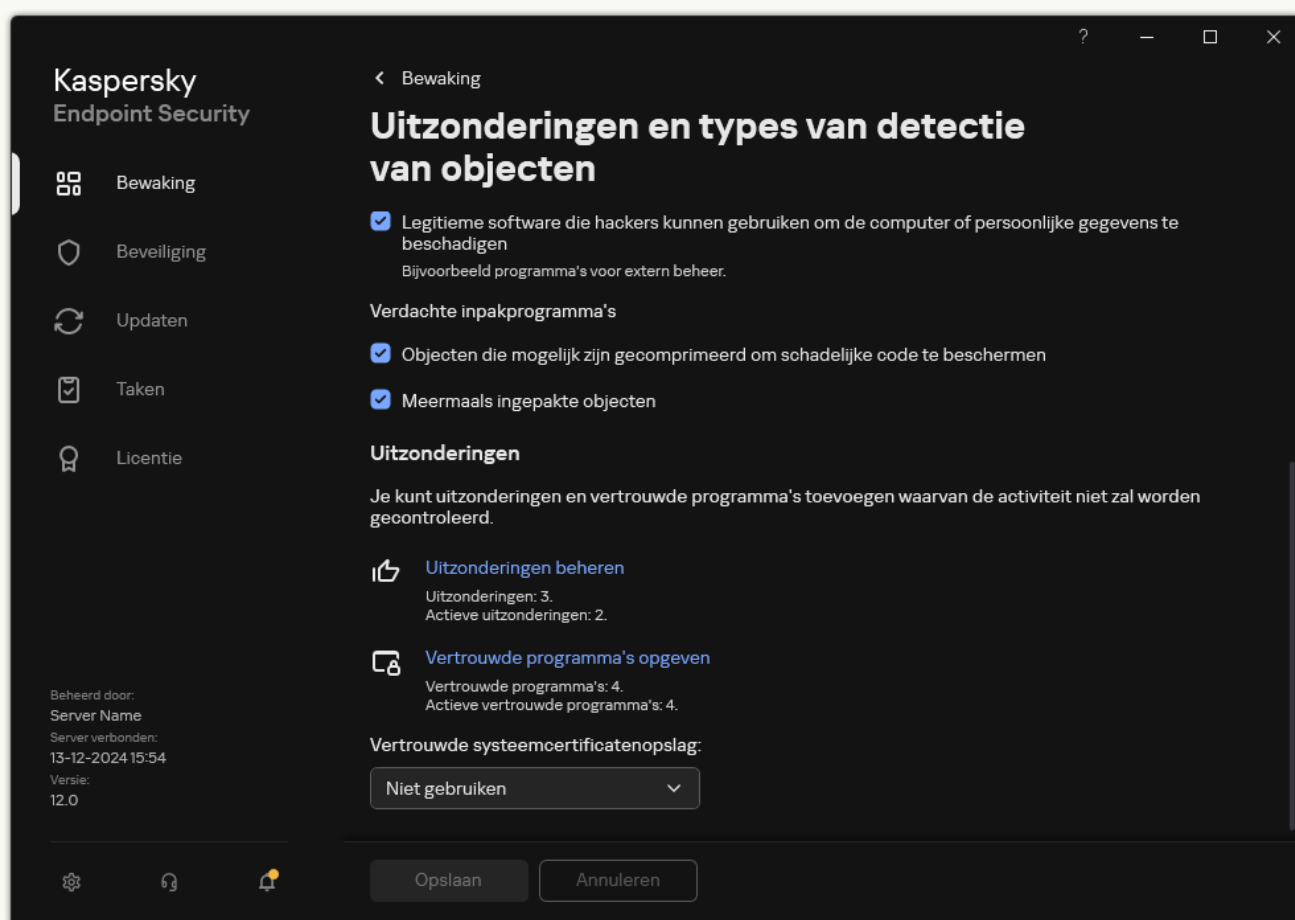 ?
Kaspersky
Endpoint Security
Bewaking
Beveiliging
Updaten
Taken
Licentie
Beheerd door:
Server Name
Server verbonden:
13-12-2024 15:54
Versie:
12.0
Bewaking
Uitzonderingen en types van detectie
van objecten
Legitieme software die hackers kunnen gebruiken om de computer of persoonlijke gegevens te
beschadigen
Bijvoorbeeld programma's voor extern beheer.
Verdachte inpakprogramma's
Objecten die mogelijk zijn gecomprimeerd om schadelijke code te beschermen
Meermaals ingepakte objecten
Uitzonderingen
Je kunt uitzonderingen en vertrouwde programma's toevoegen waarvan de activiteit niet zal worden
gecontroleerd.
Uitzonderingen beheren
Uitzonderingen: 3.
Actieve uitzonderingen: 2.
Vertrouwde programma's opgeven
Vertrouwde programma's: 4.
Actieve vertrouwde programma's: 4.
Vertrouwde systeemcertificatenopslag:
Niet gebruiken
Opslaan
Annuleren